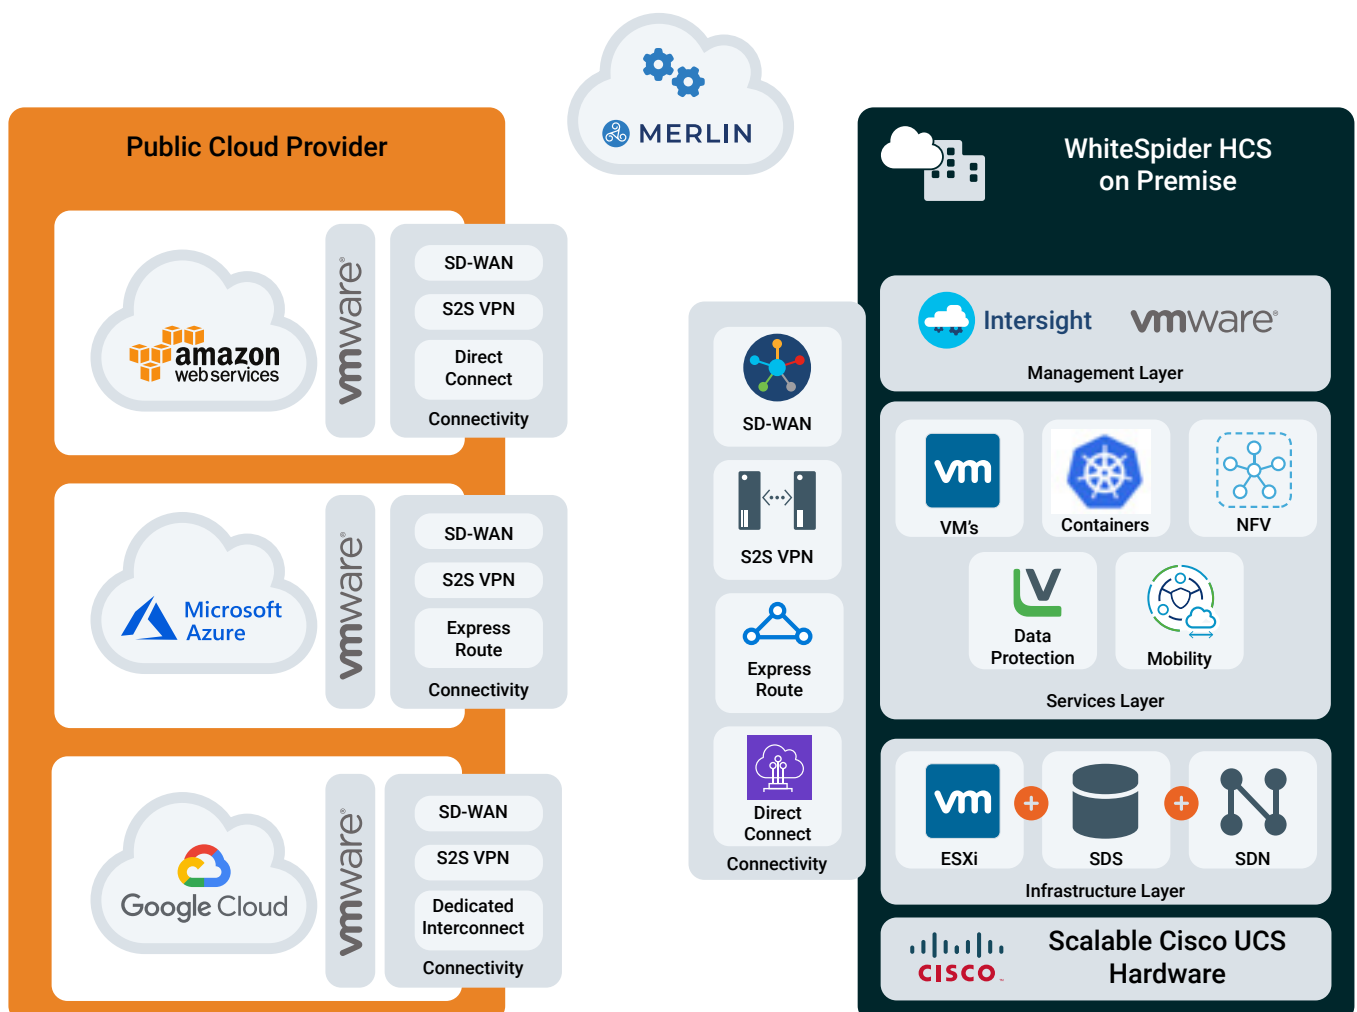 MERLIN
Public Cloud Provider
amazon
web services
vmware®
SD-WAN
S2S VPN
Direct
Connect
Connectivity
Microsoft
Azure
vmware®
SD-WAN
S2S VPN
Express
Route
Connectivity
Google Cloud
vmware®
SD-WAN
S2S VPN
Dedicated
Interconnect
Connectivity
SD-WAN
S2S VPN
Express
Route
Direct
Connect
Connectivity
WhiteSpider HCS
on Premise
Intersight
vmware®
Management Layer
vm
VM’s
Containers
NFV
Data
Protection
Mobility
Services Layer
vm
ESXi
SDS
SDN
Infrastructure Layer
CISCO
Scalable Cisco UCS
Hardware